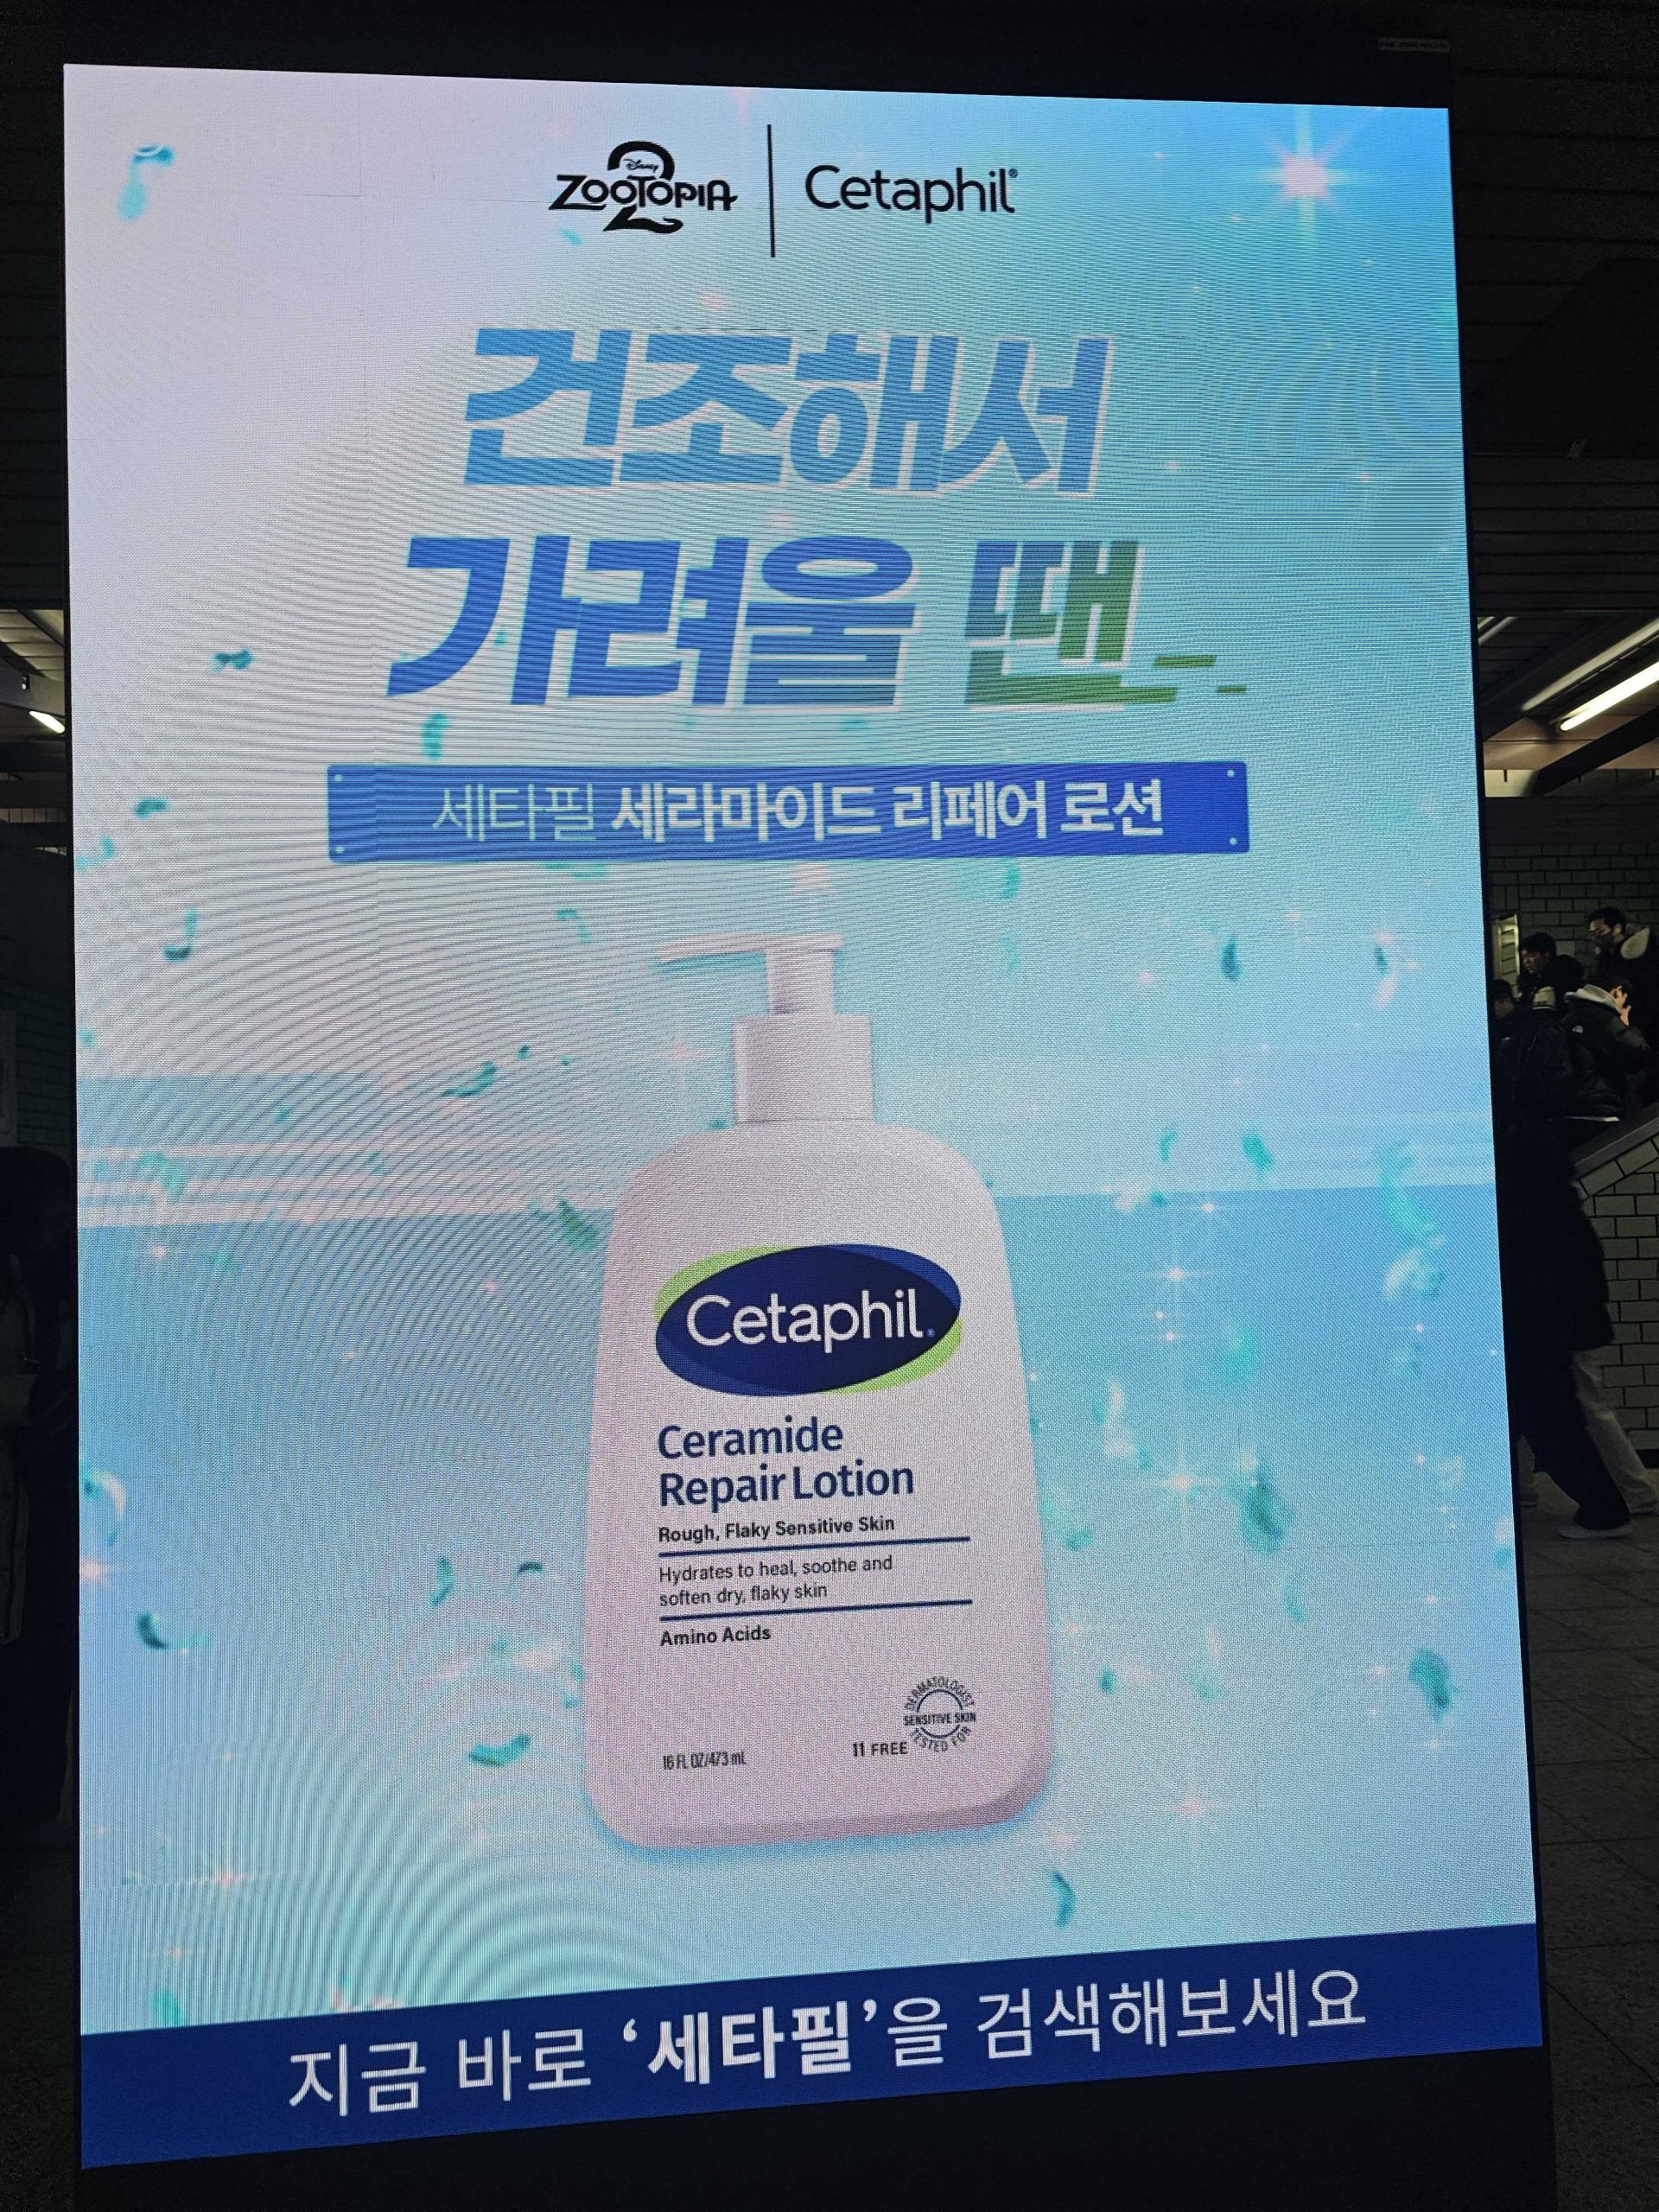 Disney ZOOTOPIA 2 | Cetaphil®
건조해서
가려울 땐
세타필 세라마이드 리페어 로션
Cetaphil®
Ceramide
Repair Lotion
Rough, Flaky Sensitive Skin
Hydrates to heal, soothe and
soften dry, flaky skin
Amino Acids
DERMATOLOGIST
SENSITIVE SKIN
TESTED FOR
11 FREE
16 FL OZ/473 mL
지금 바로 ‘세타필’을 검색해보세요